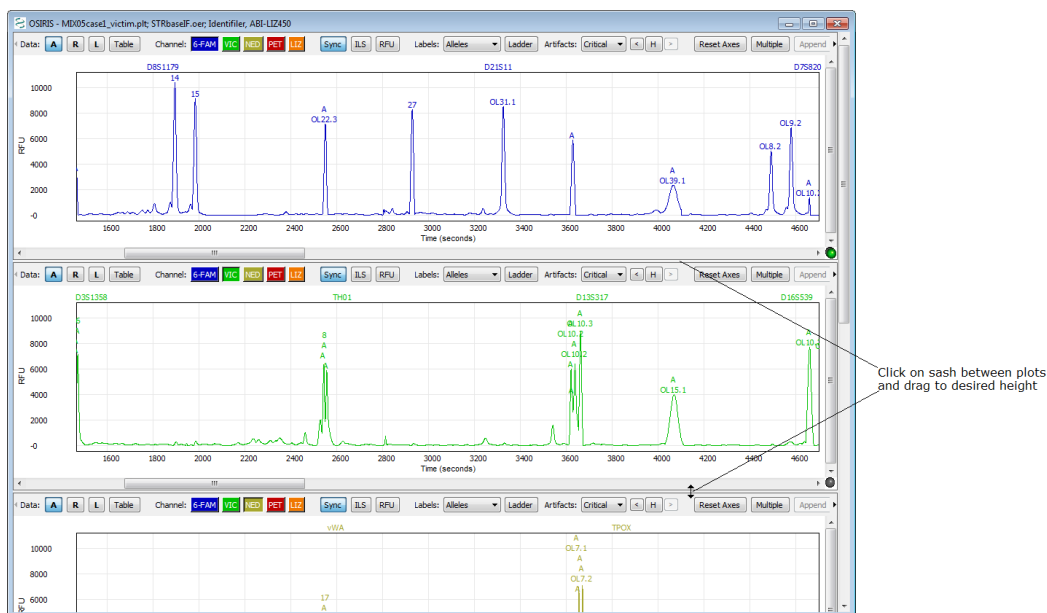 OSIRIS - MIX05case1_victim.plt; STRbaseIF.oer; Identifiler, ABI-LIZ450
Data: A R L Table Channel: 6-FAM VIC NED PET LIZ Sync ILS RFU Labels: Alleles Ladder Artifacts: Critical < H > Reset Axes Multiple Append
D8S1179 D21S11 D7S820
14
15
27
A
OL22.3
OL31.1
A
A
OL39.1
OL8.2
OL9.2
A
OL10.2
10000
8000
6000
4000
2000
-0
RFU
1600 1800 2000 2200 2400 2600 2800 3000 3200 3400 3600 3800 4000 4200 4400 4600
Time (seconds)
Data: A R L Table Channel: 6-FAM VIC NED PET LIZ Sync ILS RFU Labels: Alleles Ladder Artifacts: Critical < H > Reset Axes Multiple Append
D3S1358 TH01 D13S317 D16S539
A
8
A
A
A
OL10.3
OL10.2
A
OL10.2
A
A
OL15.1
A
10000
8000
6000
4000
2000
-0
RFU
1600 1800 2000 2200 2400 2600 2800 3000 3200 3400 3600 3800 4000 4200 4400 4600
Time (seconds)
Click on sash between plots
and drag to desired height
Data: A R L Table Channel: 6-FAM VIC NED PET LIZ Sync ILS RFU Labels: Alleles Ladder Artifacts: Critical < H > Reset Axes Multiple Append
vWA TPOX
A
OL7.1
A
A
OL7.2
A
17
A
10000
8000
6000
RFU